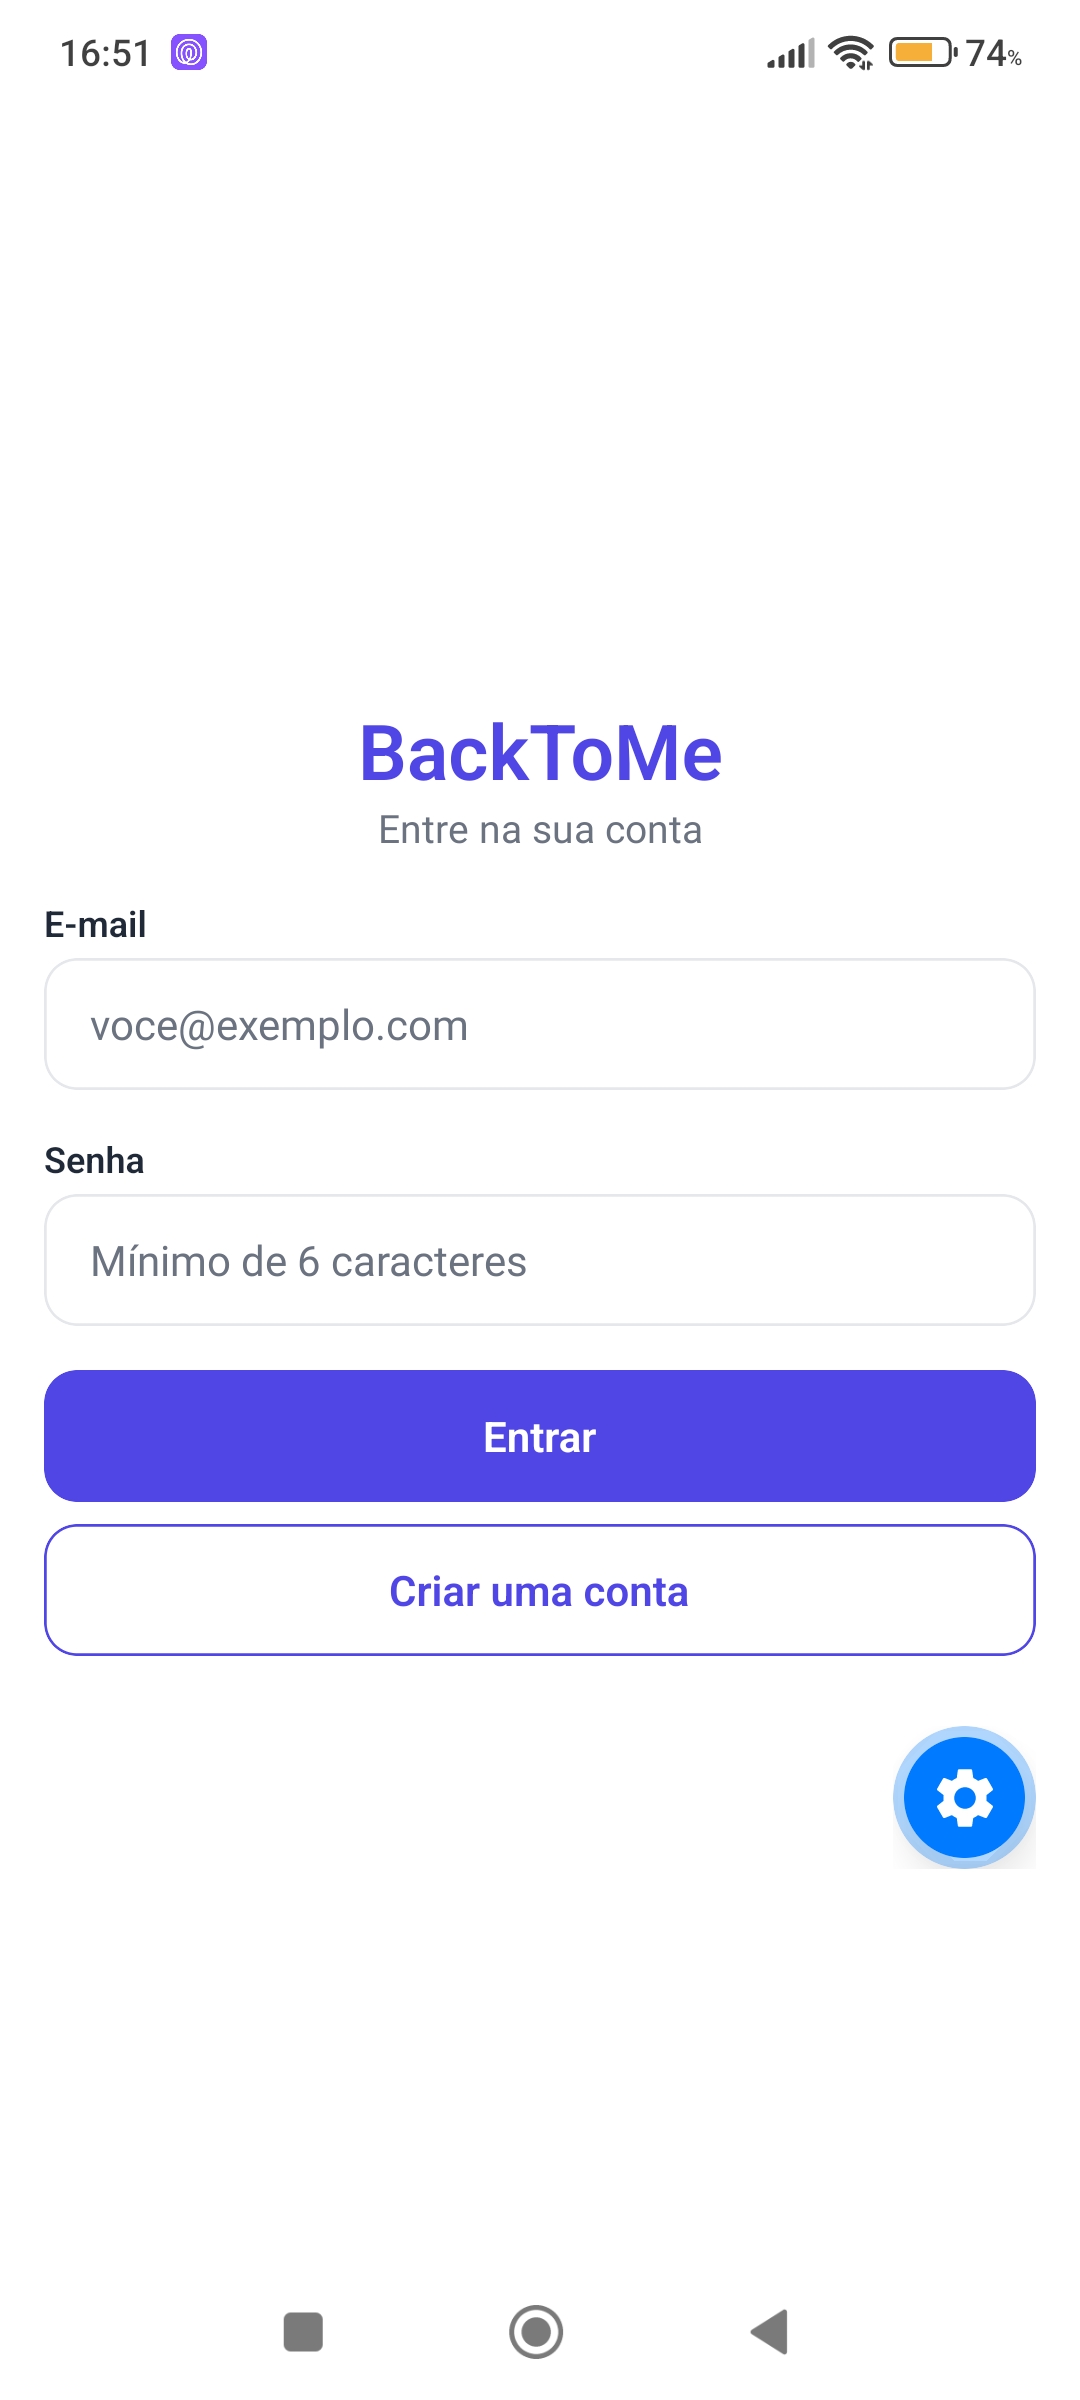 16:51
74%
BackToMe
Entre na sua conta
E-mail
voce@exemplo.com
Senha
Mínimo de 6 caracteres
Entrar
Criar uma conta